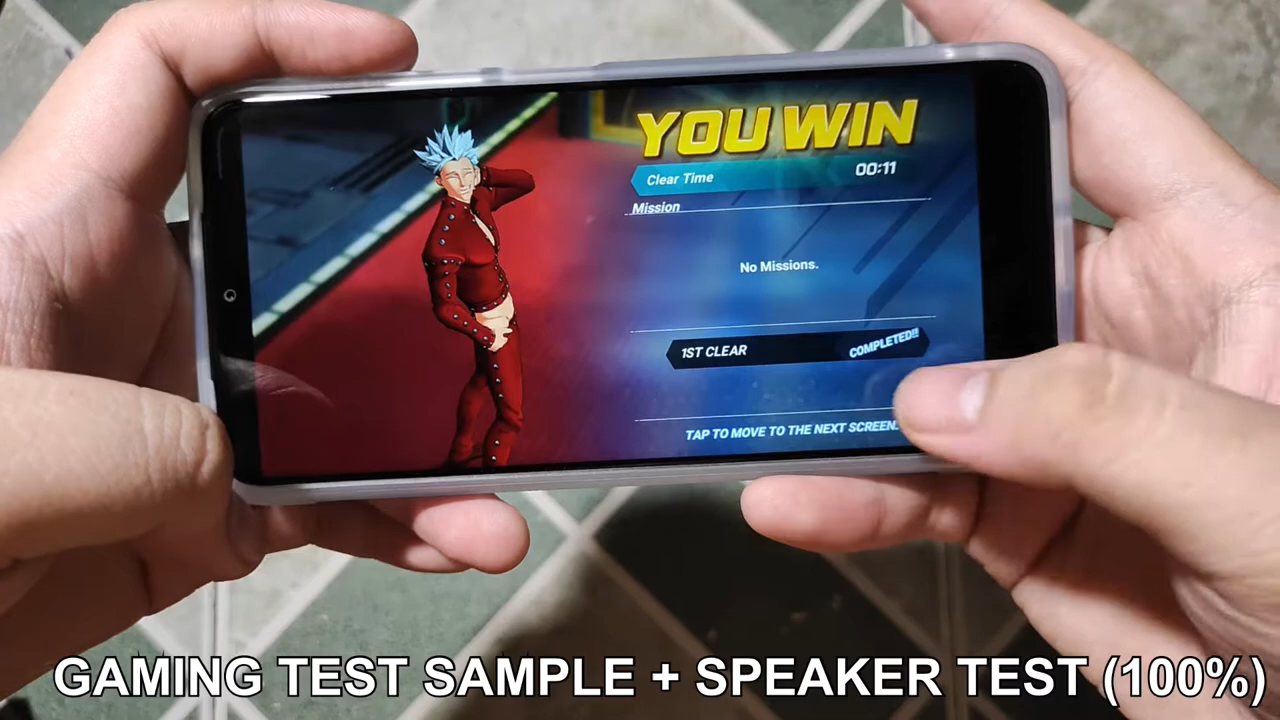 YOU WIN
Clear Time 00:11
Mission
No Missions.
1ST CLEAR COMPLETED!!
TAP TO MOVE TO THE NEXT SCREEN.
GAMING TEST SAMPLE + SPEAKER TEST (100%)